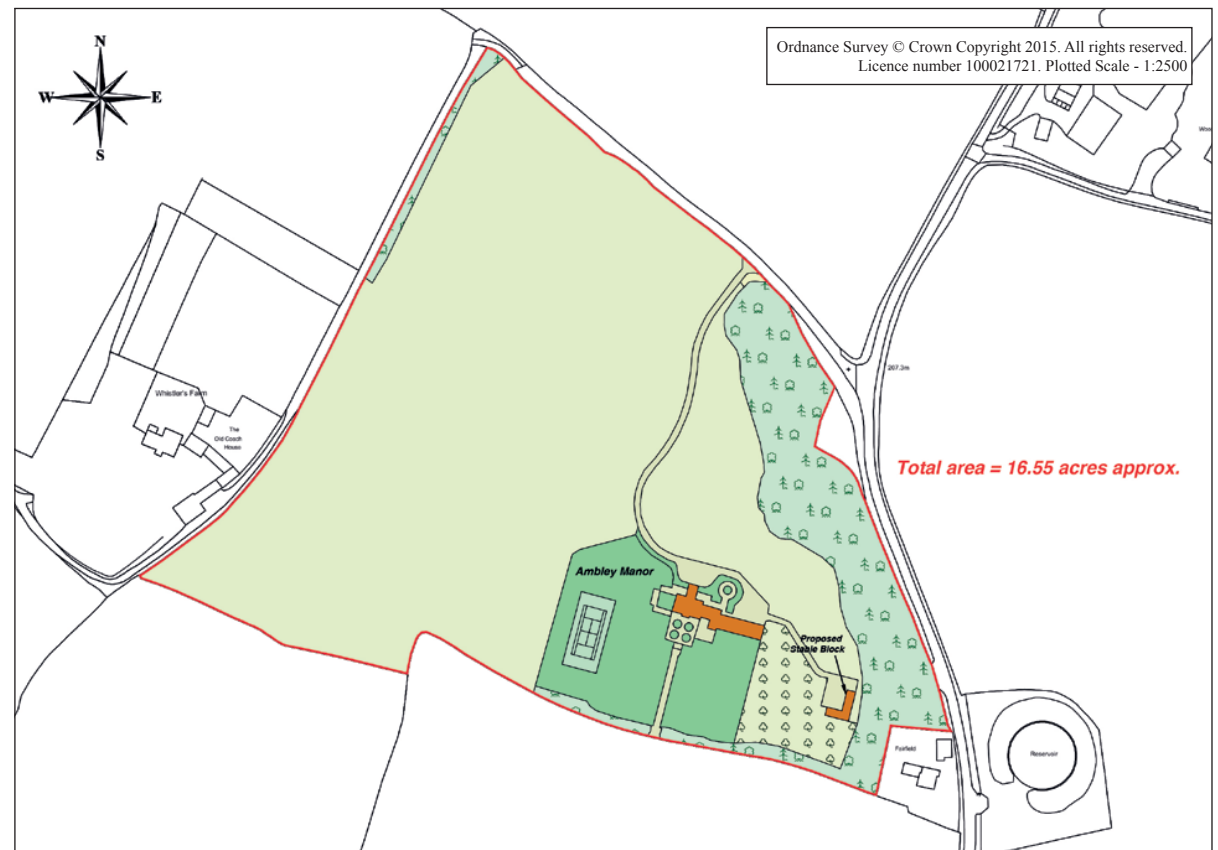 Ordnance Survey © Crown Copyright 2015. All rights reserved.
Licence number 100021721. Plotted Scale - 1:2500
N
W
E
S
Whistler's Farm
The
Old Coach
House
207.3m
Total area = 16.55 acres approx.
Ambley Manor
Proposed
Stable Block
Fairfield
Reservoir